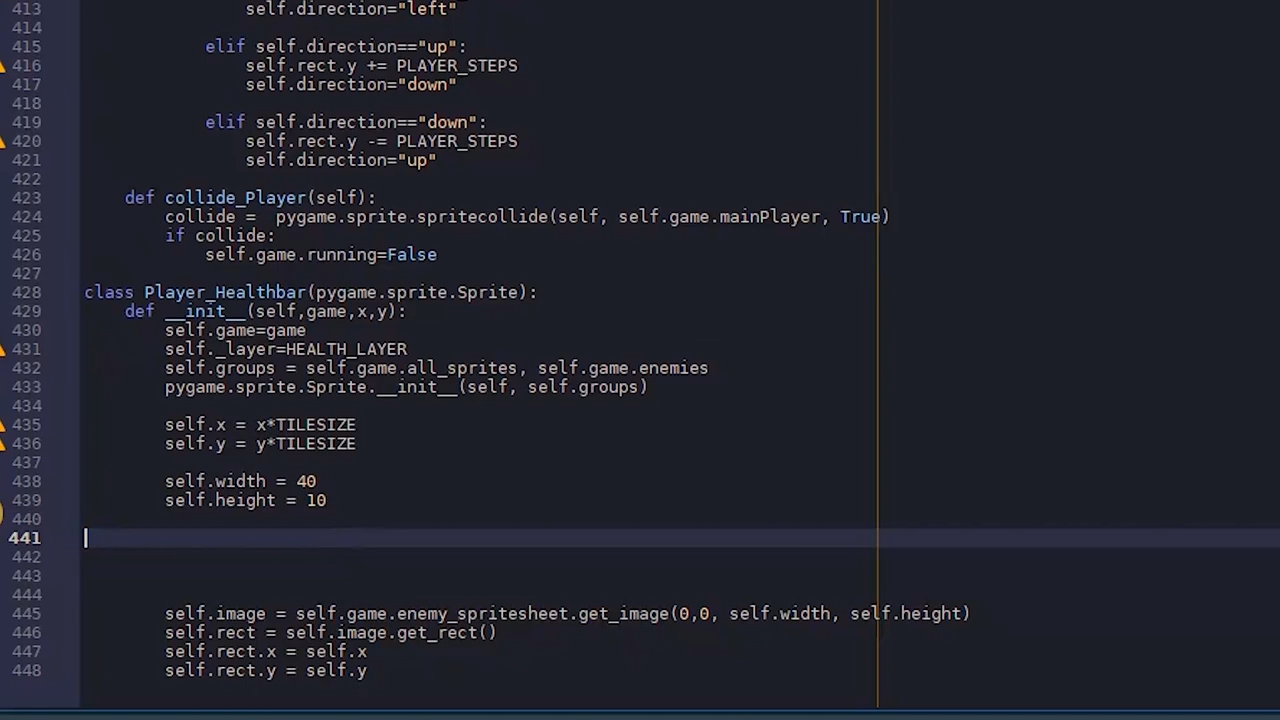 413                 self.direction="left"
414
415             elif self.direction=="up":
416                 self.rect.y += PLAYER_STEPS
417                 self.direction="down"
418
419             elif self.direction=="down":
420                 self.rect.y -= PLAYER_STEPS
421                 self.direction="up"
422
423     def collide_Player(self):
424         collide =  pygame.sprite.spritecollide(self, self.game.mainPlayer, True)
425         if collide:
426             self.game.running=False
427
428 class Player_Healthbar(pygame.sprite.Sprite):
429     def __init__(self,game,x,y):
430         self.game=game
431         self._layer=HEALTH_LAYER
432         self.groups = self.game.all_sprites, self.game.enemies
433         pygame.sprite.Sprite.__init__(self, self.groups)
434
435         self.x = x*TILESIZE
436         self.y = y*TILESIZE
437
438         self.width = 40
439         self.height = 10
440
441
442
443
444
445         self.image = self.game.enemy_spritesheet.get_image(0,0, self.width, self.height)
446         self.rect = self.image.get_rect()
447         self.rect.x = self.x
448         self.rect.y = self.y